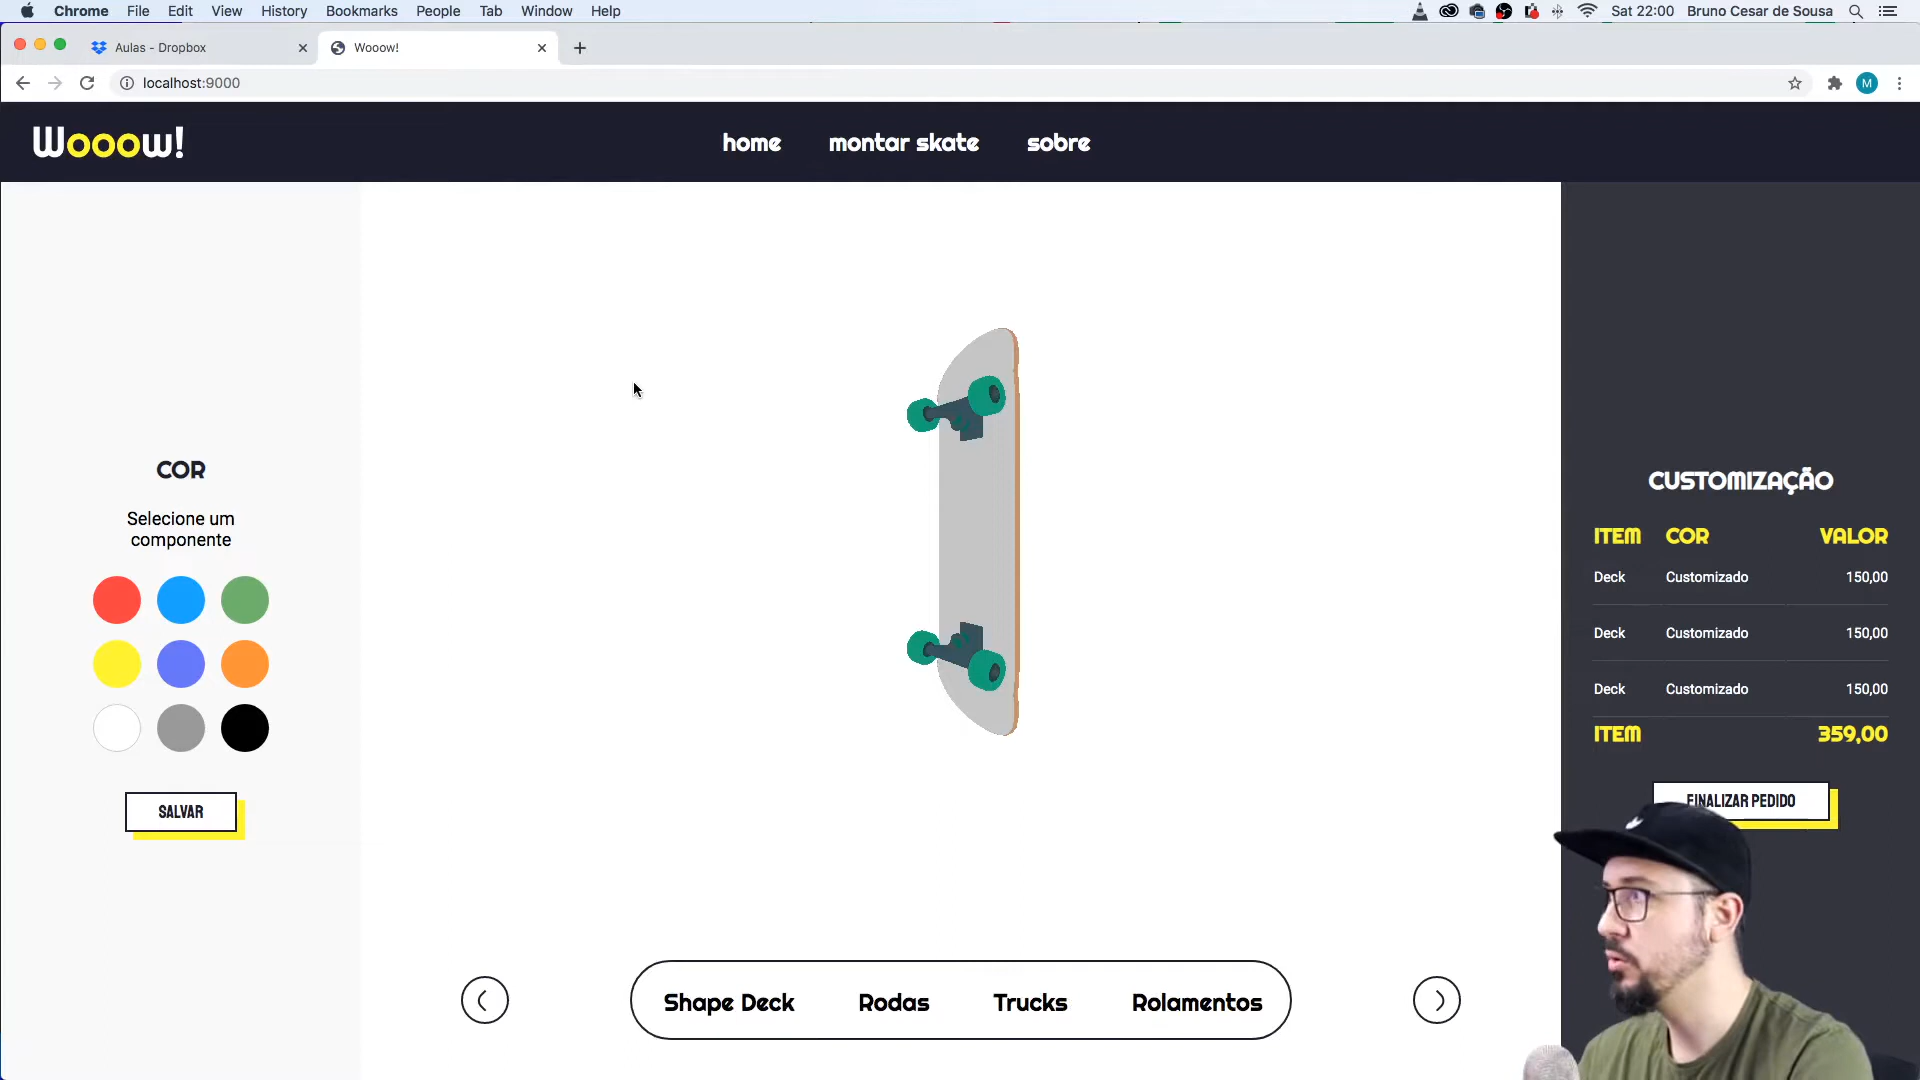 Chrome File Edit View History Bookmarks People Tab Window Help
Sat 22:00 Bruno Cesar de Sousa
Aulas - Dropbox
Wooow!
localhost:9000
M
Wooow!
home montar skate sobre
COR
Selecione um
componente
SALVAR
CUSTOMIZAÇÃO
ITEM COR VALOR
Deck Customizado 150,00
Deck Customizado 150,00
Deck Customizado 150,00
ITEM 359,00
FINALIZAR PEDIDO
Shape Deck Rodas Trucks Rolamentos